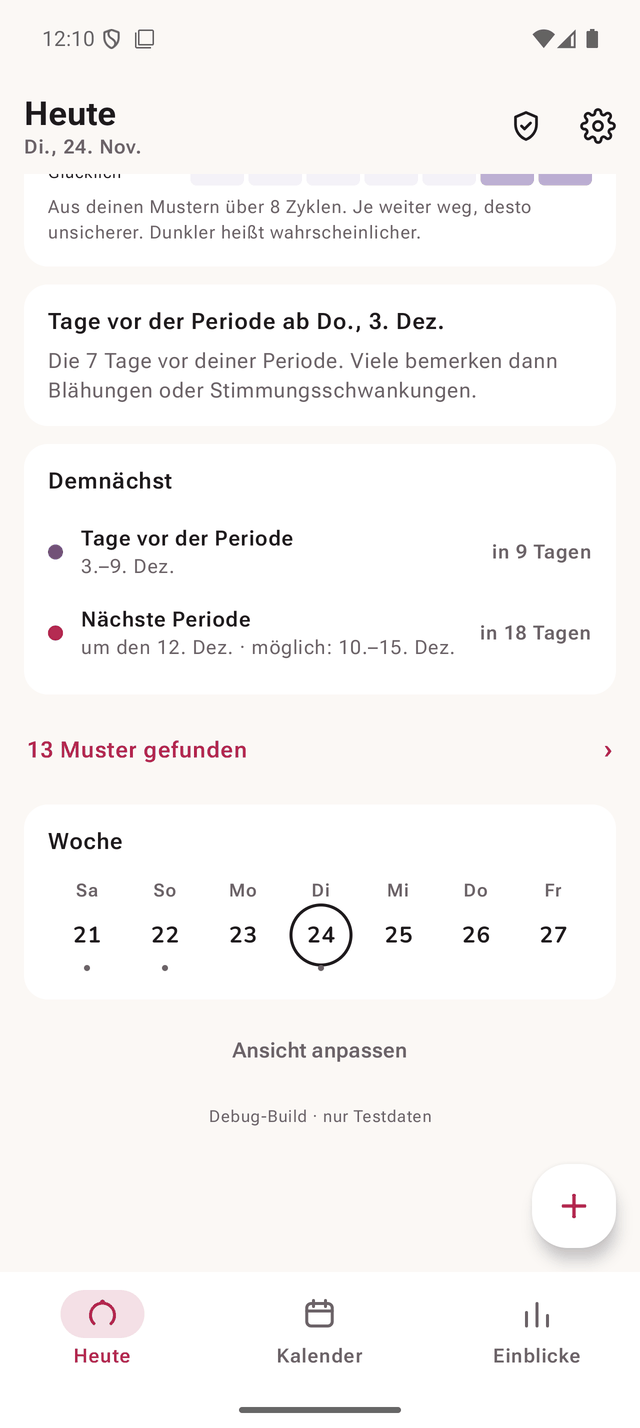 12:10
Heute
Di., 24. Nov.
Glücklich
Aus deinen Mustern über 8 Zyklen. Je weiter weg, desto
unsicherer. Dunkler heißt wahrscheinlicher.
Tage vor der Periode ab Do., 3. Dez.
Die 7 Tage vor deiner Periode. Viele bemerken dann
Blähungen oder Stimmungsschwankungen.
Demnächst
Tage vor der Periode
3.–9. Dez.
in 9 Tagen
Nächste Periode
um den 12. Dez. · möglich: 10.–15. Dez.
in 18 Tagen
13 Muster gefunden ›
Woche
Sa So Mo Di Mi Do Fr
21 22 23 24 25 26 27
Ansicht anpassen
Debug-Build · nur Testdaten
Heute Kalender Einblicke